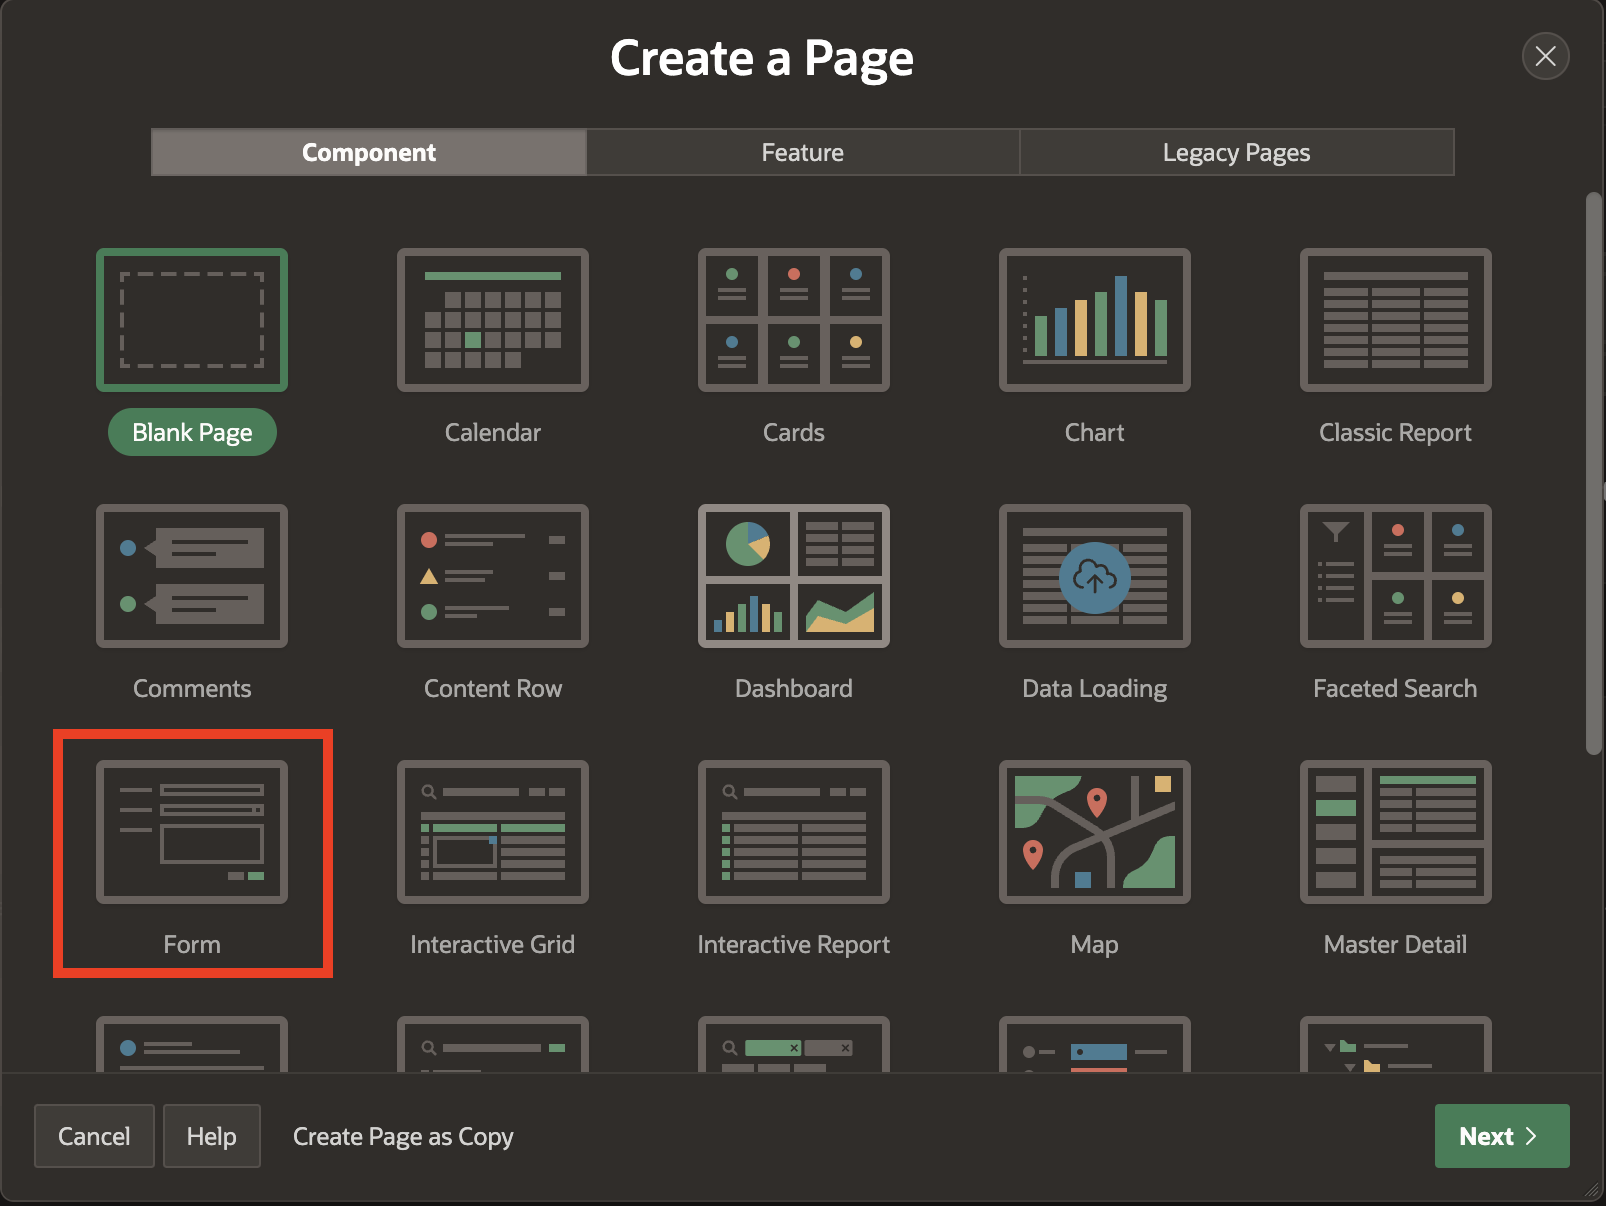 Create a Page
Component
Feature
Legacy Pages
Blank Page
Calendar
Cards
Chart
Classic Report
Comments
Content Row
Dashboard
Data Loading
Faceted Search
Form
Interactive Grid
Interactive Report
Map
Master Detail
Cancel
Help
Create Page as Copy
Next